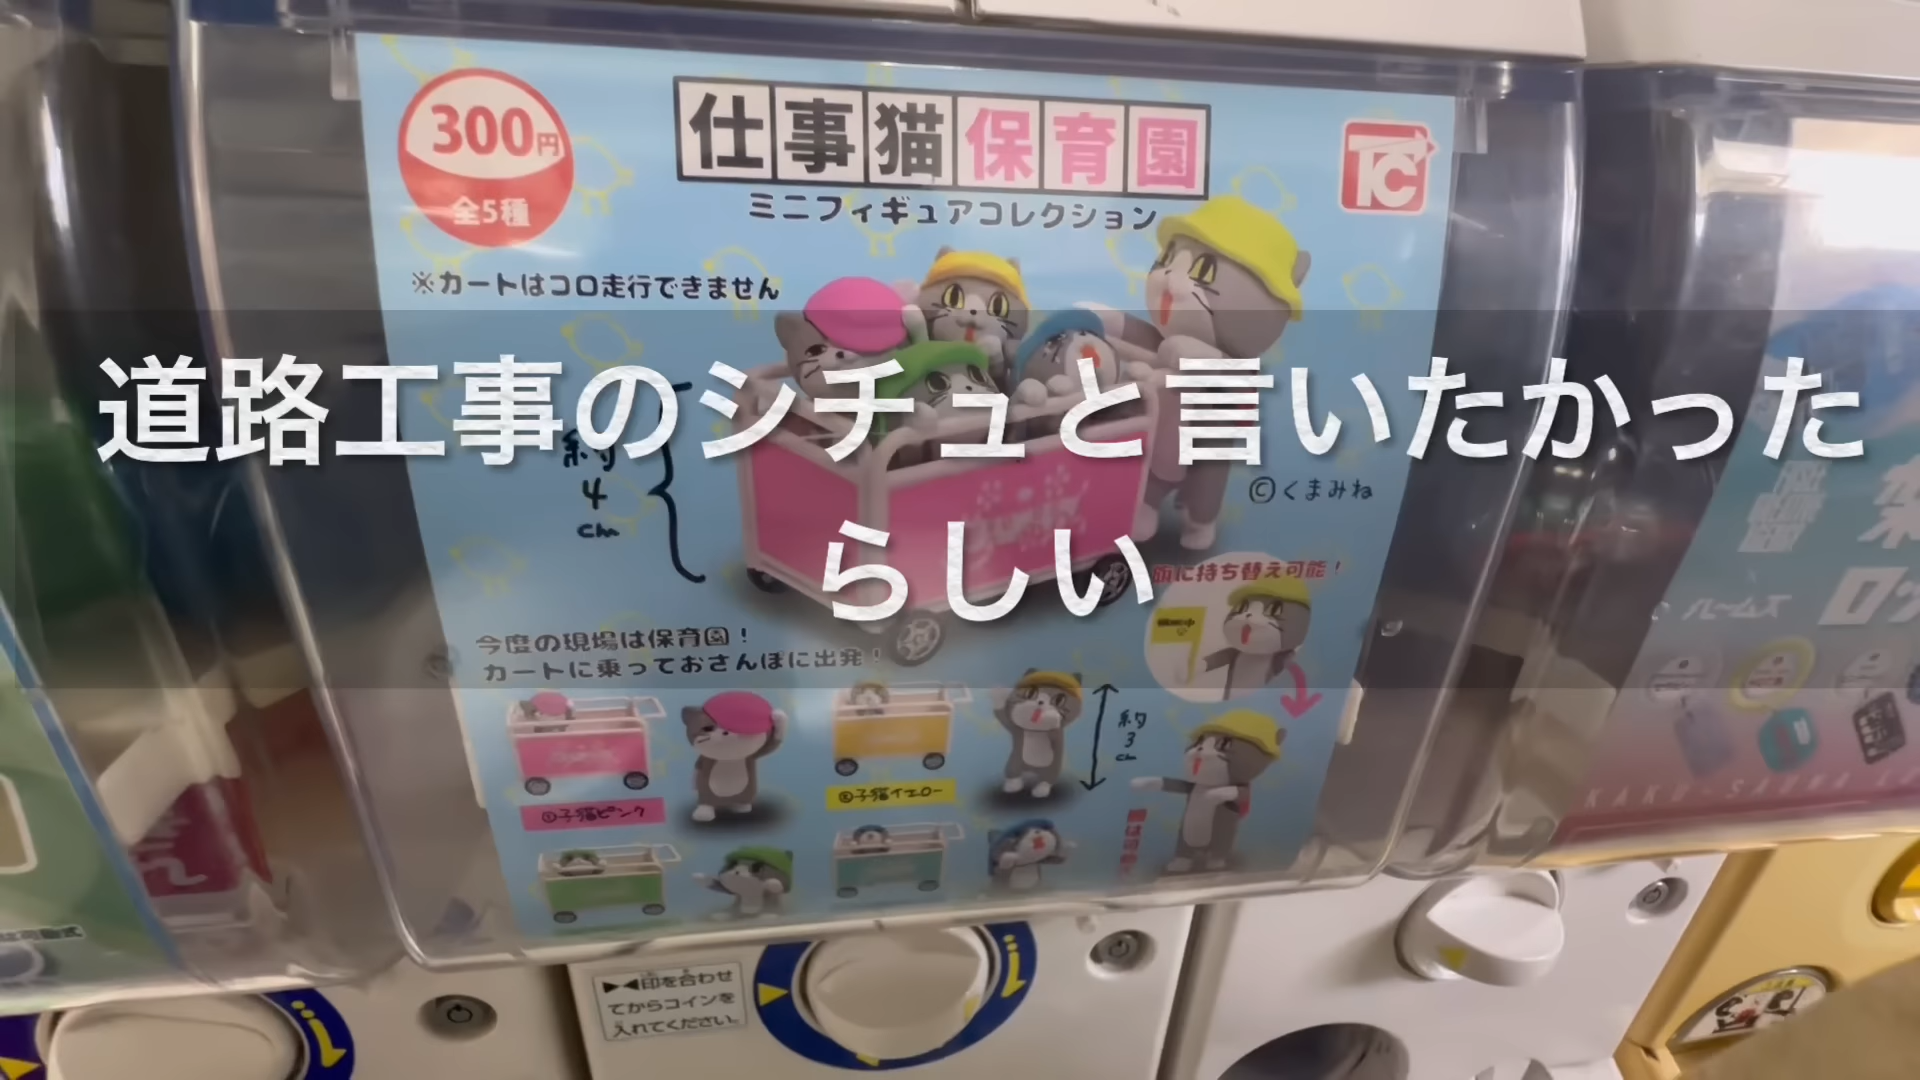 300円
全5種
仕事猫保育園
ミニフィギュアコレクション
TC
※カートはコロ走行できません
道路工事のシチュと言いたかった
らしい
約
4
cm
©くまみね
旗に持ち替え可能！
今度の現場は保育園！
カートに乗っておさんぽに出発！
約
3
cm
①子猫ピンク
②子猫イエロー
印を合わせ
てからコインを
入れてください。